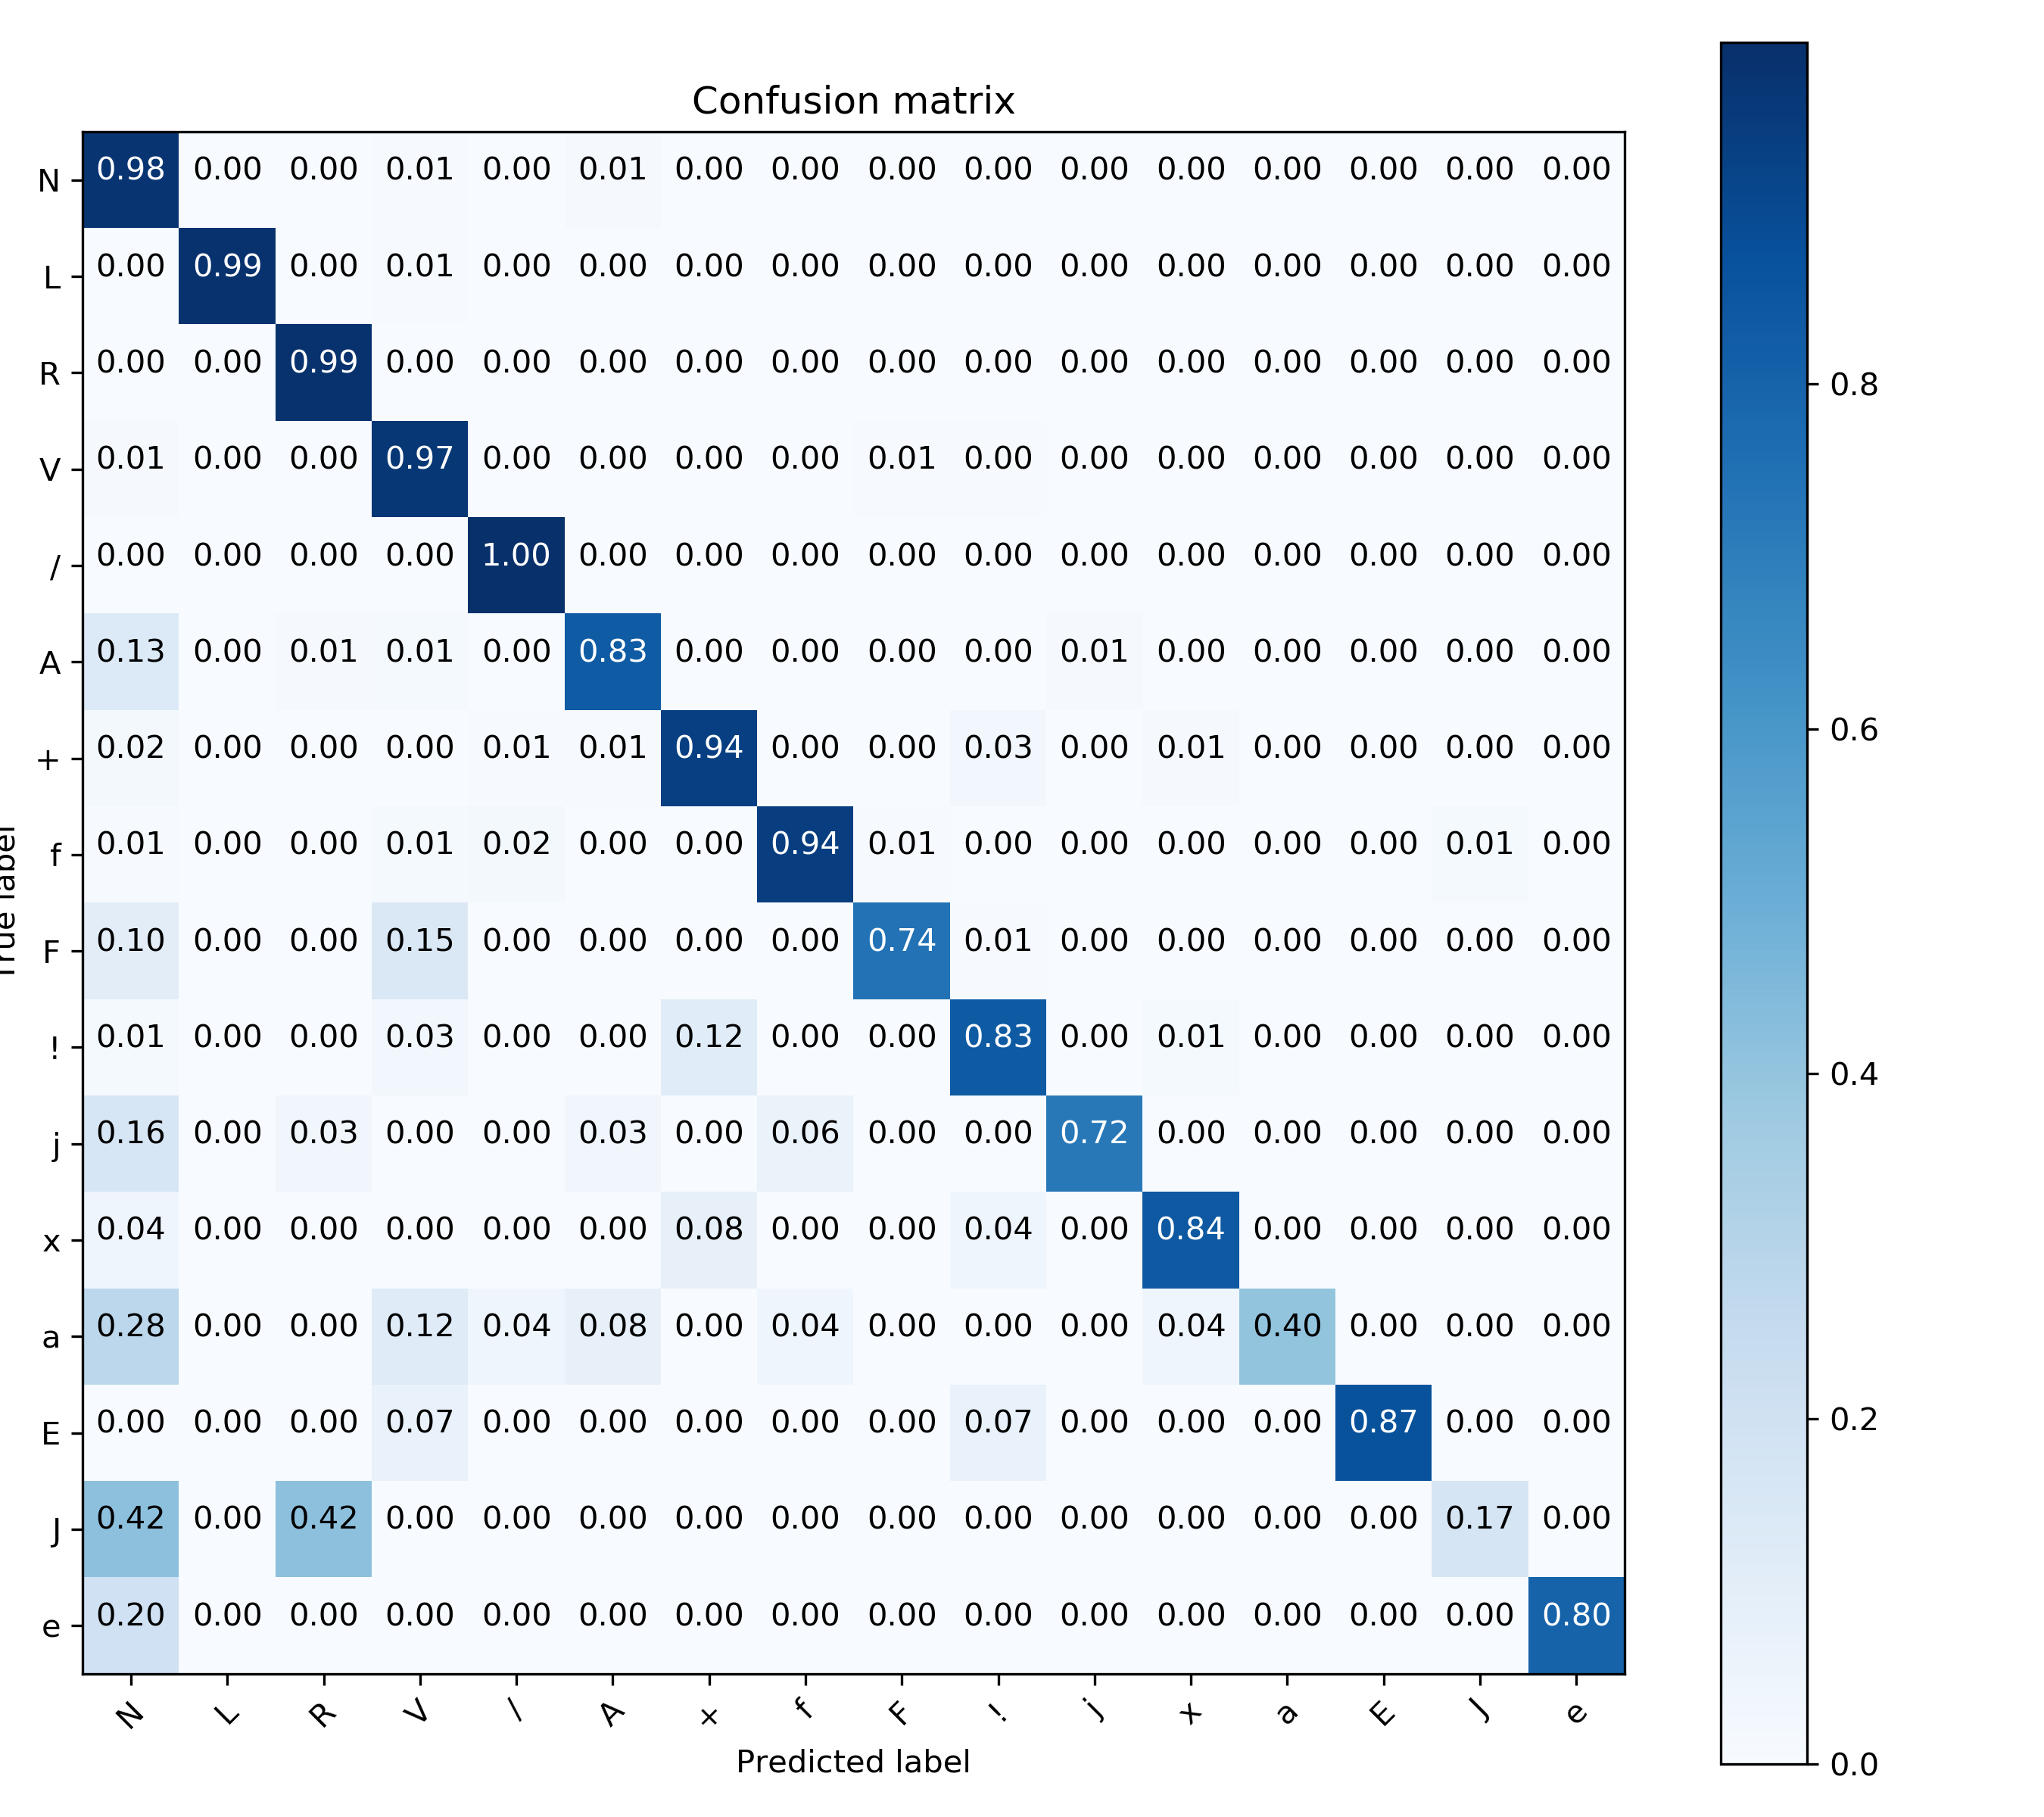 Confusion matrix
N 0.98 0.00 0.00 0.01 0.00 0.01 0.00 0.00 0.00 0.00 0.00 0.00 0.00 0.00 0.00 0.00
L 0.00 0.99 0.00 0.01 0.00 0.00 0.00 0.00 0.00 0.00 0.00 0.00 0.00 0.00 0.00 0.00
R 0.00 0.00 0.99 0.00 0.00 0.00 0.00 0.00 0.00 0.00 0.00 0.00 0.00 0.00 0.00 0.00
V 0.01 0.00 0.00 0.97 0.00 0.00 0.00 0.00 0.01 0.00 0.00 0.00 0.00 0.00 0.00 0.00
/ 0.00 0.00 0.00 0.00 1.00 0.00 0.00 0.00 0.00 0.00 0.00 0.00 0.00 0.00 0.00 0.00
A 0.13 0.00 0.01 0.01 0.00 0.83 0.00 0.00 0.00 0.00 0.01 0.00 0.00 0.00 0.00 0.00
+ 0.02 0.00 0.00 0.00 0.01 0.01 0.94 0.00 0.00 0.03 0.00 0.01 0.00 0.00 0.00 0.00
f 0.01 0.00 0.00 0.01 0.02 0.00 0.00 0.94 0.01 0.00 0.00 0.00 0.00 0.00 0.01 0.00
F 0.10 0.00 0.00 0.15 0.00 0.00 0.00 0.00 0.74 0.01 0.00 0.00 0.00 0.00 0.00 0.00
! 0.01 0.00 0.00 0.03 0.00 0.00 0.12 0.00 0.00 0.83 0.00 0.01 0.00 0.00 0.00 0.00
j 0.16 0.00 0.03 0.00 0.00 0.03 0.00 0.06 0.00 0.00 0.72 0.00 0.00 0.00 0.00 0.00
x 0.04 0.00 0.00 0.00 0.00 0.00 0.08 0.00 0.00 0.04 0.00 0.84 0.00 0.00 0.00 0.00
a 0.28 0.00 0.00 0.12 0.04 0.08 0.00 0.04 0.00 0.00 0.00 0.04 0.40 0.00 0.00 0.00
E 0.00 0.00 0.00 0.07 0.00 0.00 0.00 0.00 0.00 0.07 0.00 0.00 0.00 0.87 0.00 0.00
J 0.42 0.00 0.42 0.00 0.00 0.00 0.00 0.00 0.00 0.00 0.00 0.00 0.00 0.00 0.17 0.00
e 0.20 0.00 0.00 0.00 0.00 0.00 0.00 0.00 0.00 0.00 0.00 0.00 0.00 0.00 0.00 0.80
N L R V / A + f F ! j x a E J e
Predicted label
True label
0.8
0.6
0.4
0.2
0.0